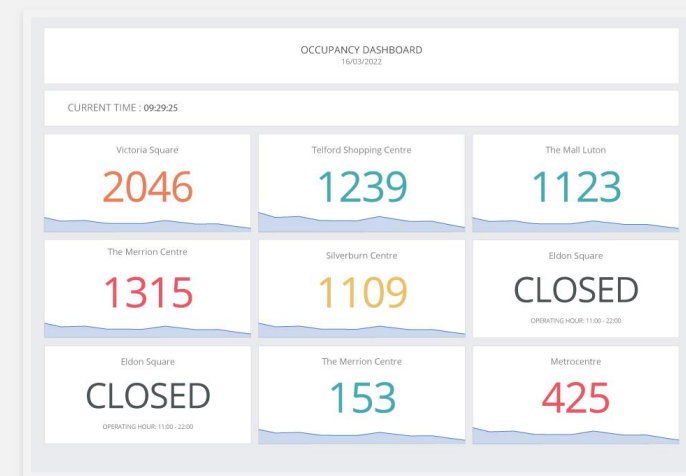 OCCUPANCY DASHBOARD
16/03/2022
CURRENT TIME : 09:29:25
Victoria Square
2046
Telford Shopping Centre
1239
The Mall Luton
1123
The Merrion Centre
1315
Silverburn Centre
1109
Eldon Square
CLOSED
OPERATING HOUR: 11:00 - 22:00
Eldon Square
CLOSED
OPERATING HOUR: 11:00 - 22:00
The Merrion Centre
153
Metrocentre
425